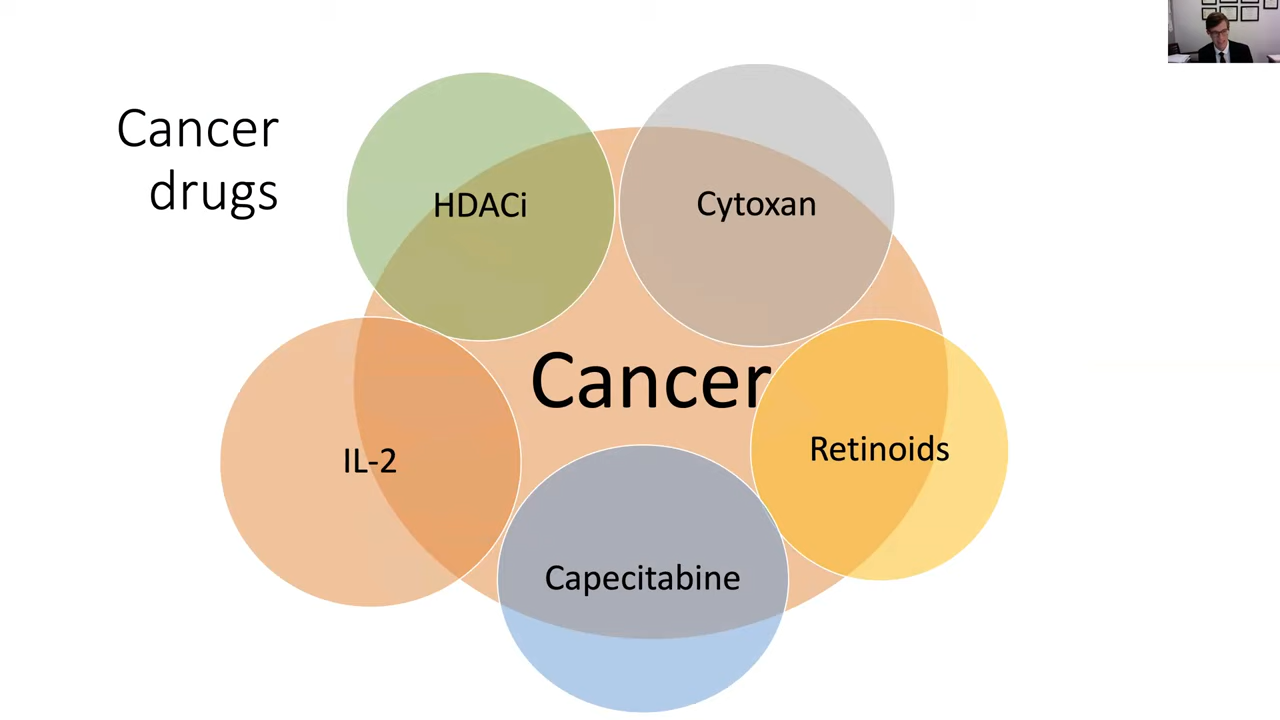 Cancer
drugs
HDACi
Cytoxan
Cancer
Retinoids
IL-2
Capecitabine